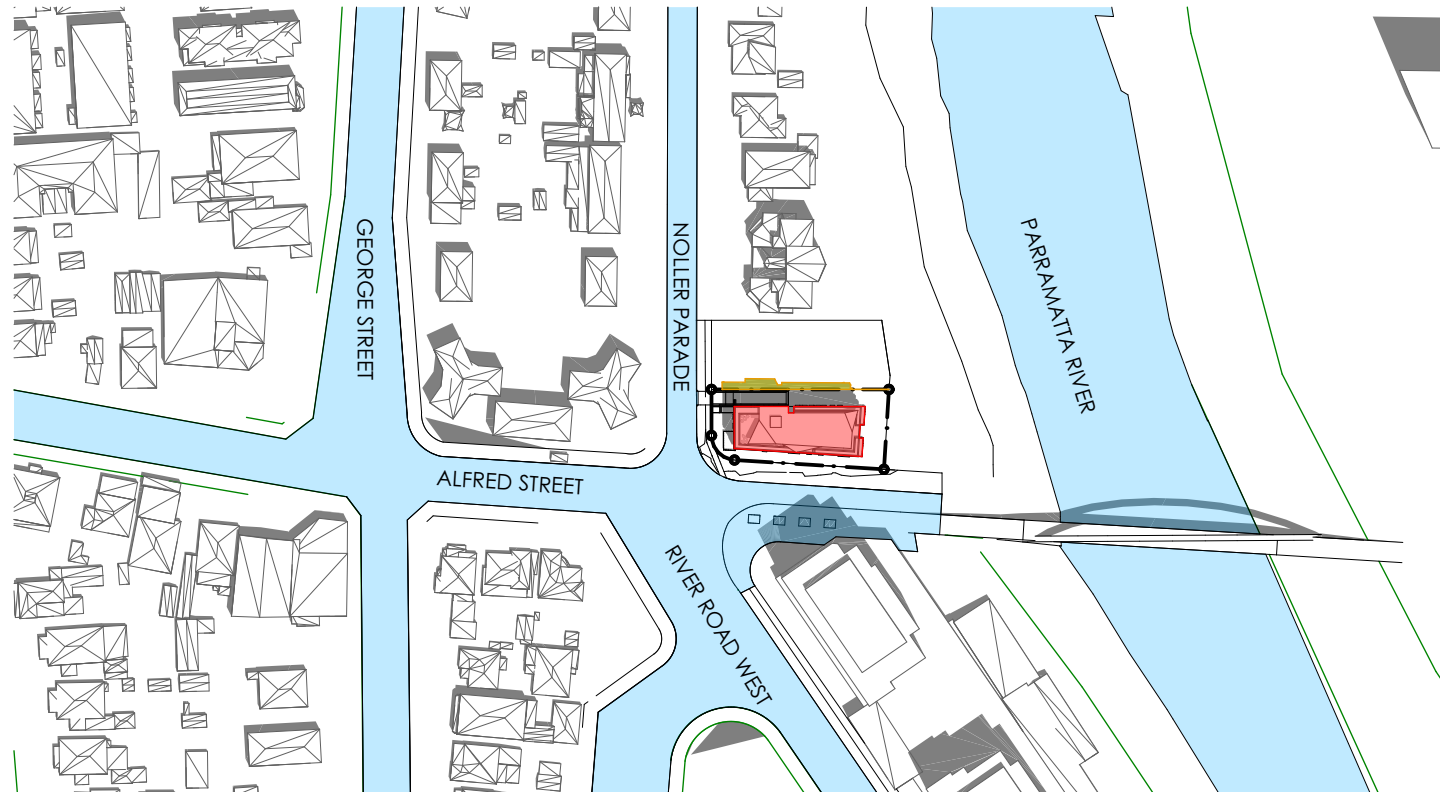 GEORGE STREET
NOLLER PARADE
PARRAMATTA RIVER
ALFRED STREET
RIVER ROAD WEST